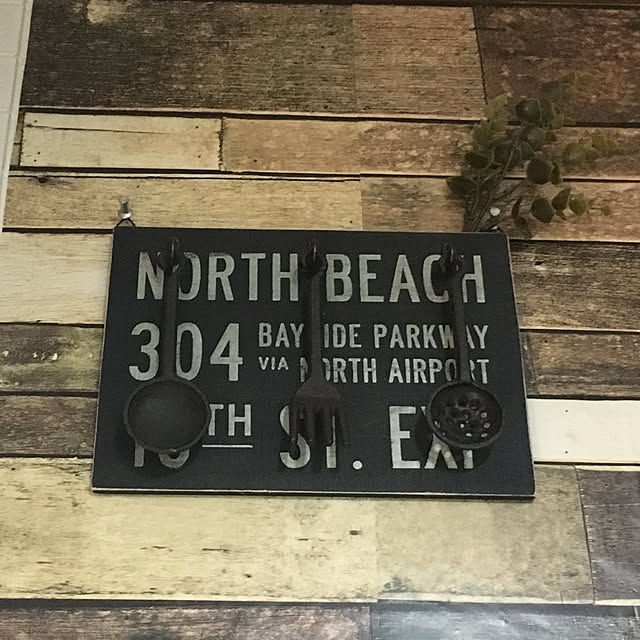 NORTH BEACH
304 BAYSIDE PARKWAY
VIA NORTH AIRPORT
TH ST. EXP